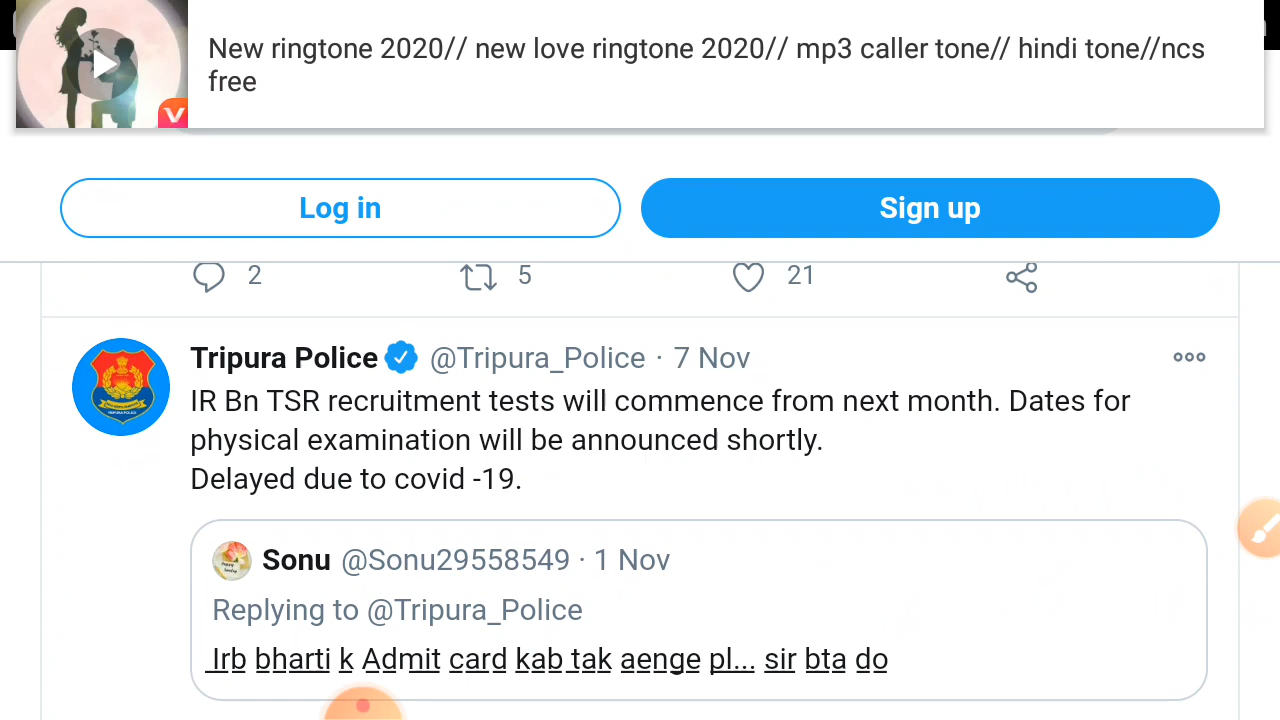 New ringtone 2020// new love ringtone 2020// mp3 caller tone// hindi tone//ncs
free
Log in
Sign up
2
5
21
Tripura Police @Tripura_Police · 7 Nov
IR Bn TSR recruitment tests will commence from next month. Dates for
physical examination will be announced shortly.
Delayed due to covid -19.
Sonu @Sonu29558549 · 1 Nov
Replying to @Tripura_Police
Irb bharti k Admit card kab tak aenge pl... sir bta do